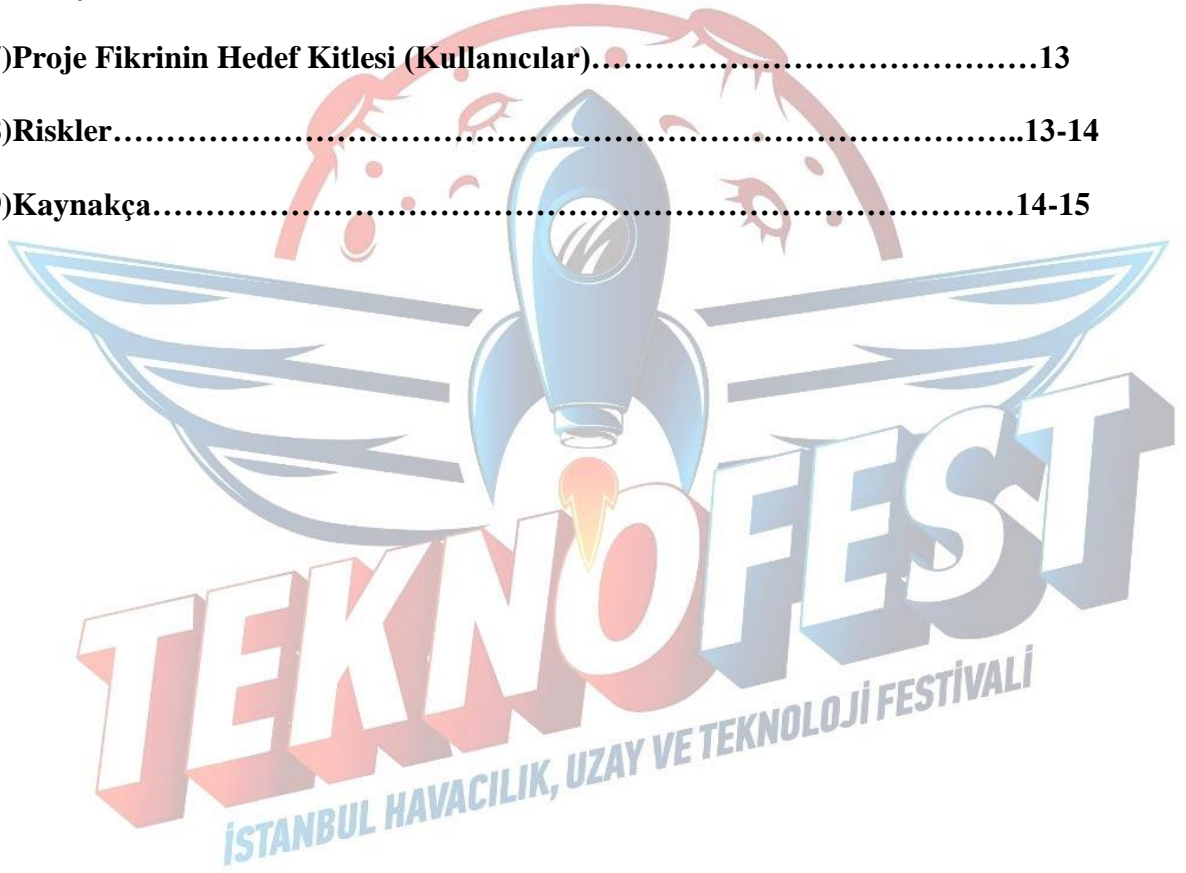 )Proje Fikrinin Hedef Kitlesi (Kullanıcılar)……………………………………13
)Riskler…………………………………………………………………………..13-14
)Kaynakça………………………………………………………………………14-15
TEKNOFEST
İSTANBUL HAVACILIK, UZAY VE TEKNOLOJİ FESTİVALİ